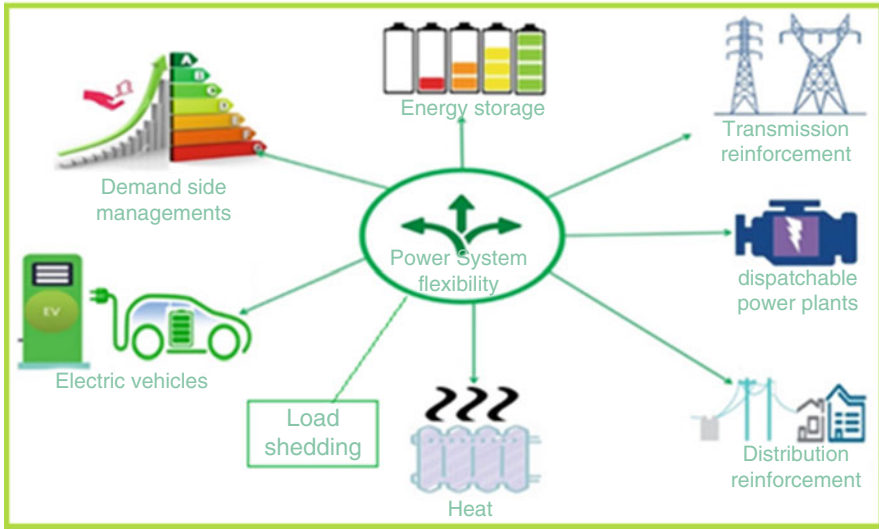 Energy storage
Transmission
reinforcement
A
B
C
D
E
F
G
Demand side
managements
Power System
flexibility
dispatchable
power plants
EV
Electric vehicles
Load
shedding
Heat
Distribution
reinforcement